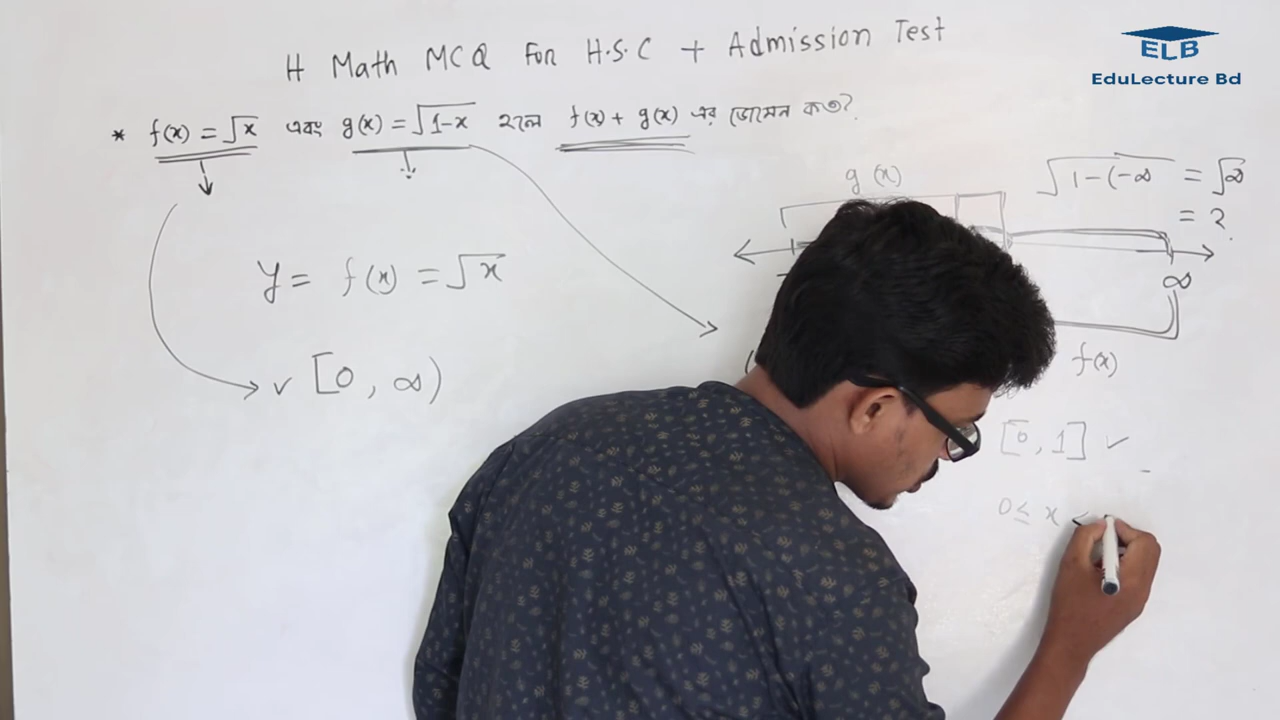 H Math MCQ For H.S.C + Admission Test
ELB
EduLecture Bd
* f(x) = √x এবং g(x) = √1-x হলে f(x) + g(x) এর ডোমেন কত?
g(x)
√1-(-∞ = √∞
= ?
∞
y = f(x) = √x
f(x)
✓ [0, ∞)
[0, 1] ✓
0 ≤ x <